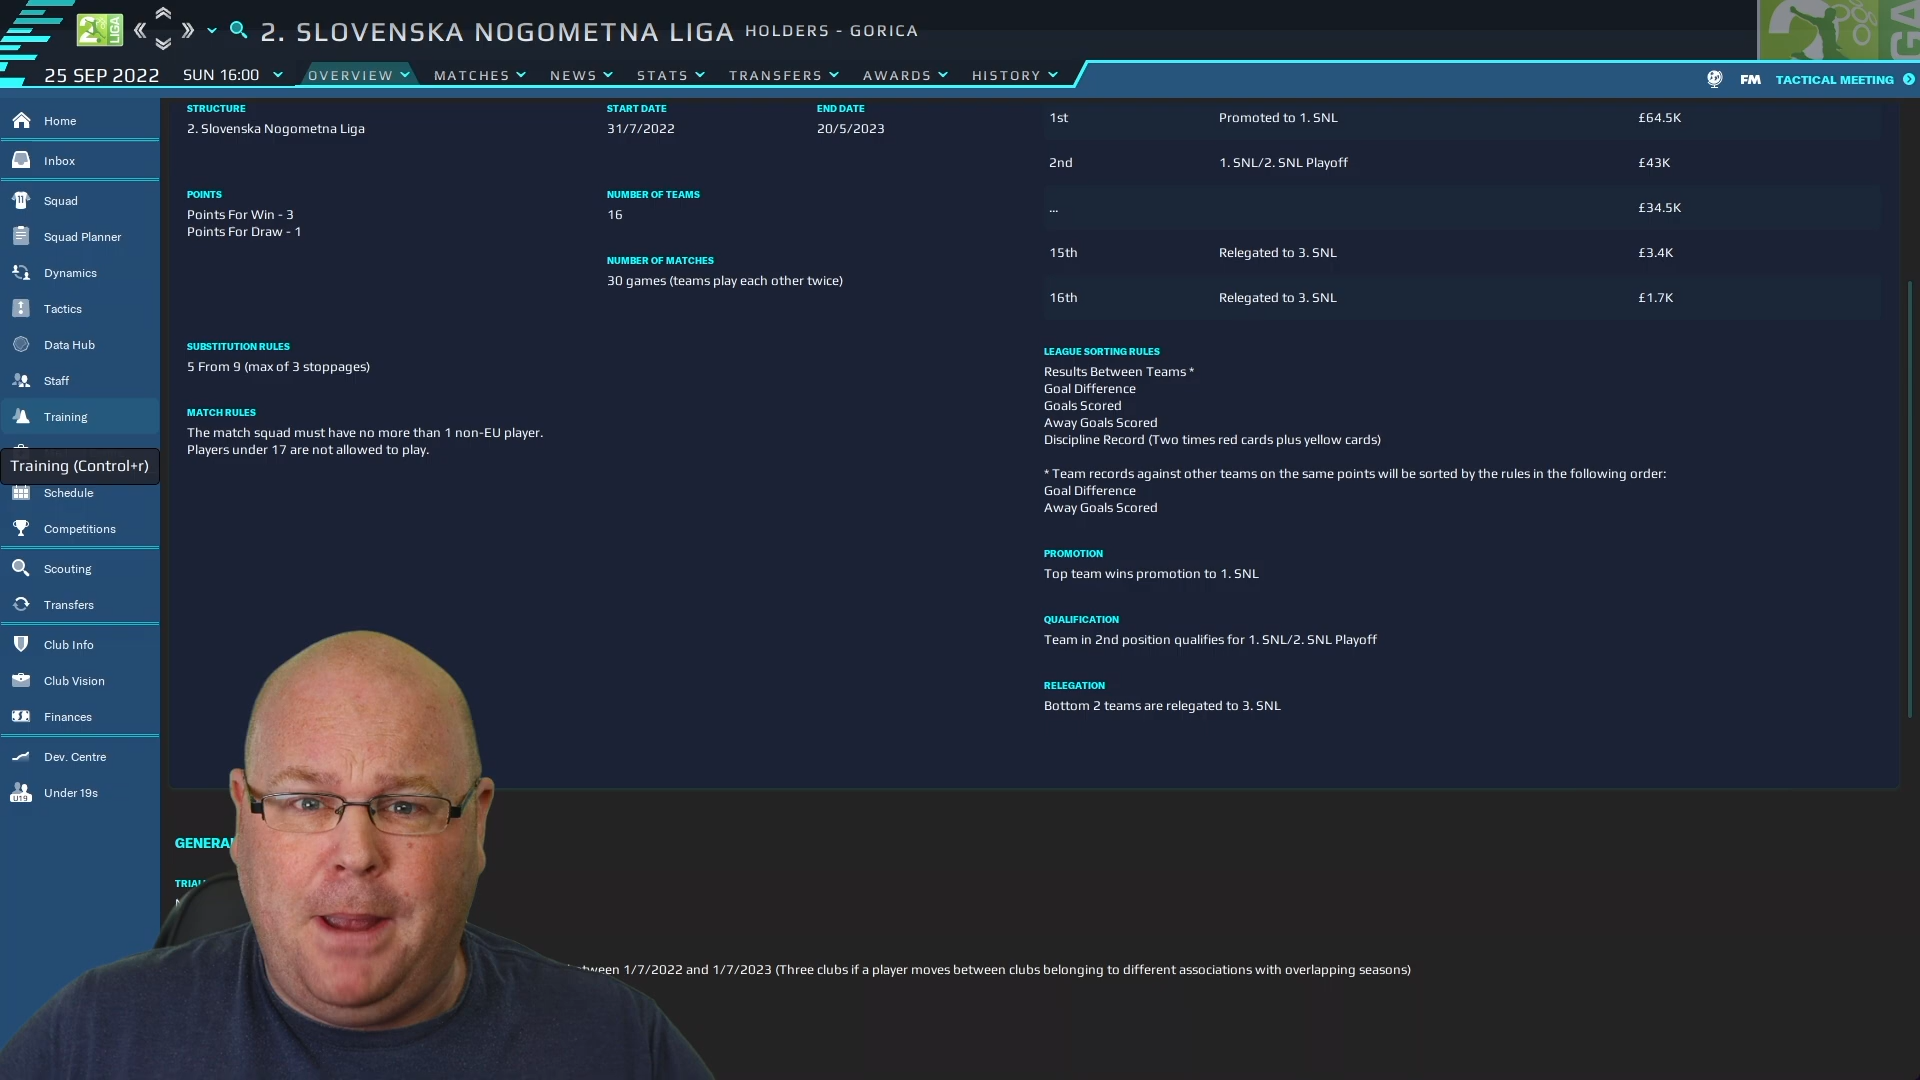 2. SLOVENSKA NOGOMETNA LIGA HOLDERS - GORICA
25 SEP 2022 SUN 16:00
OVERVIEW MATCHES NEWS STATS TRANSFERS AWARDS HISTORY
FM TACTICAL MEETING
Home
Inbox
Squad
Squad Planner
Dynamics
Tactics
Data Hub
Staff
Training
Training (Control+r)
Schedule
Competitions
Scouting
Transfers
Club Info
Club Vision
Finances
Dev. Centre
U19 Under 19s
STRUCTURE
2. Slovenska Nogometna Liga
START DATE
31/7/2022
END DATE
20/5/2023
POINTS
Points For Win - 3
Points For Draw - 1
NUMBER OF TEAMS
16
NUMBER OF MATCHES
30 games (teams play each other twice)
SUBSTITUTION RULES
5 From 9 (max of 3 stoppages)
MATCH RULES
The match squad must have no more than 1 non-EU player.
Players under 17 are not allowed to play.
1st Promoted to 1. SNL £64.5K
2nd 1. SNL/2. SNL Playoff £43K
... £34.5K
15th Relegated to 3. SNL £3.4K
16th Relegated to 3. SNL £1.7K
LEAGUE SORTING RULES
Results Between Teams *
Goal Difference
Goals Scored
Away Goals Scored
Discipline Record (Two times red cards plus yellow cards)
* Team records against other teams on the same points will be sorted by the rules in the following order:
Goal Difference
Away Goals Scored
PROMOTION
Top team wins promotion to 1. SNL
QUALIFICATION
Team in 2nd position qualifies for 1. SNL/2. SNL Playoff
RELEGATION
Bottom 2 teams are relegated to 3. SNL
1/7/2022 and 1/7/2023 (Three clubs if a player moves between clubs belonging to different associations with overlapping seasons)